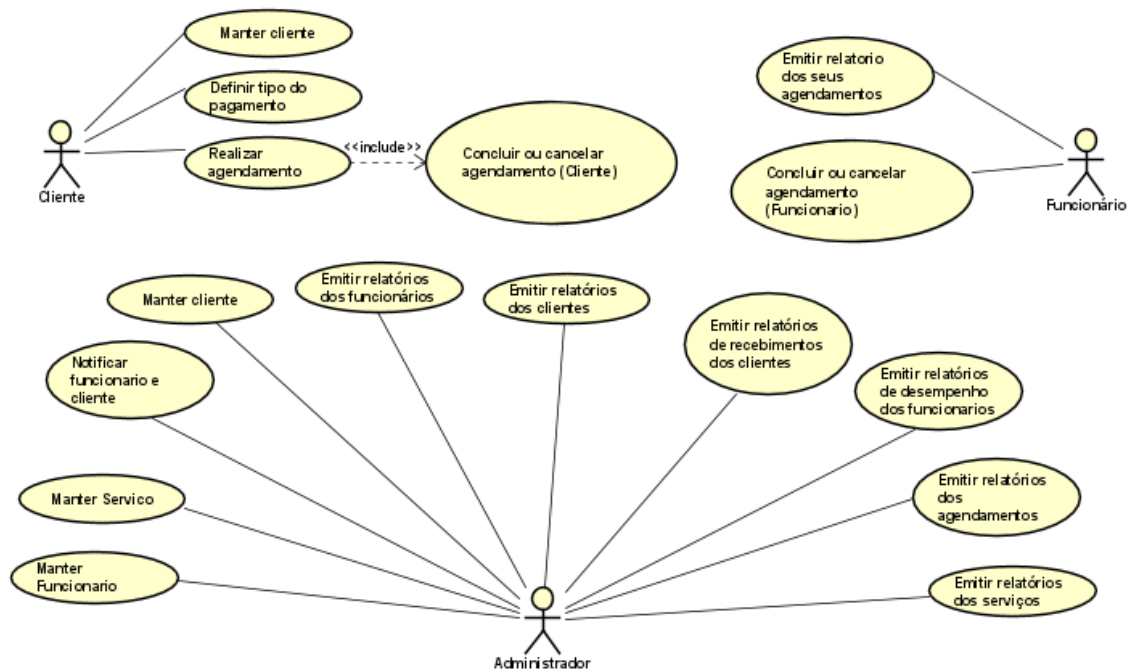 Manter cliente
Definir tipo do
pagamento
Realizar
agendamento
<<include>>
Concluir ou cancelar
agendamento (Cliente)
Cliente
Emitir relatorio
dos seus
agendamentos
Concluir ou cancelar
agendamento
(Funcionario)
Funcionário
Manter cliente
Emitir relatórios
dos funcionários
Emitir relatórios
dos clientes
Emitir relatórios
de recebimentos
dos clientes
Notificar
funcionario e
cliente
Emitir relatórios
de desempenho
dos funcionarios
Manter Servico
Emitir relatórios
dos
agendamentos
Manter
Funcionario
Emitir relatórios
dos serviços
Administrador